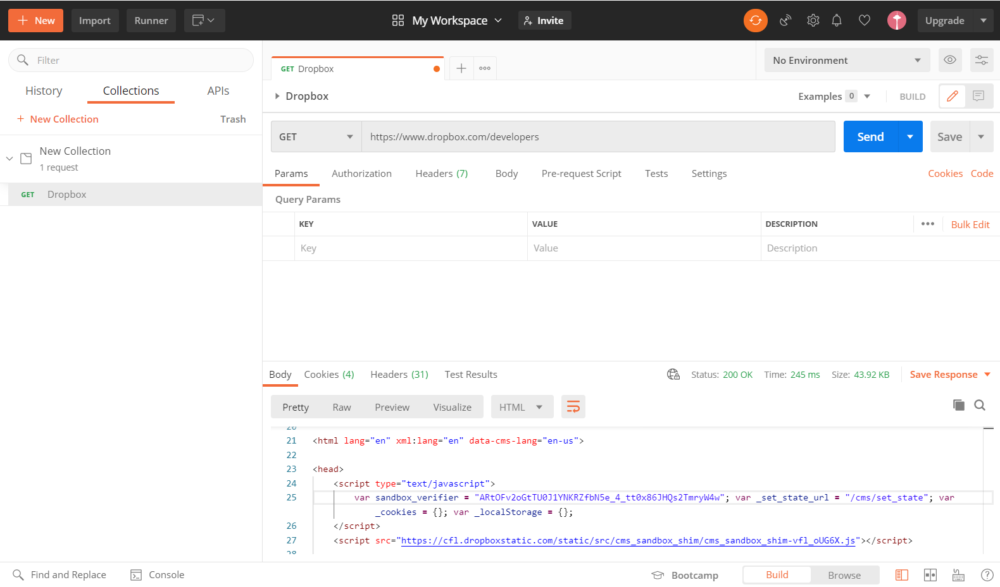 New Import Runner My Workspace Invite Upgrade
Filter
History Collections APIs
+ New Collection Trash
New Collection
1 request
GET Dropbox
GET Dropbox
No Environment
Dropbox
Examples 0 BUILD
GET https://www.dropbox.com/developers Send Save
Params Authorization Headers (7) Body Pre-request Script Tests Settings Cookies Code
Query Params
KEY VALUE DESCRIPTION ••• Bulk Edit
Key Value Description
Body Cookies (4) Headers (31) Test Results Status: 200 OK Time: 245 ms Size: 43.92 KB Save Response
Pretty Raw Preview Visualize HTML
20
21 <html lang="en" xml:lang="en" data-cms-lang="en-us">
22
23 <head>
24 <script type="text/javascript">
25 var sandbox_verifier = "ARtOFv2oGtTU0J1YNKRZfbN5e_4_tt0x86JHQs2TmryW4w"; var _set_state_url = "/cms/set_state"; var
_cookies = {}; var _localStorage = {};
26 </script>
27 <script src="https://cfl.dropboxstatic.com/static/src/cms_sandbox_shim/cms_sandbox_shim-vfl_oUG6X.js"></script>
28
Find and Replace Console Bootcamp Build Browse